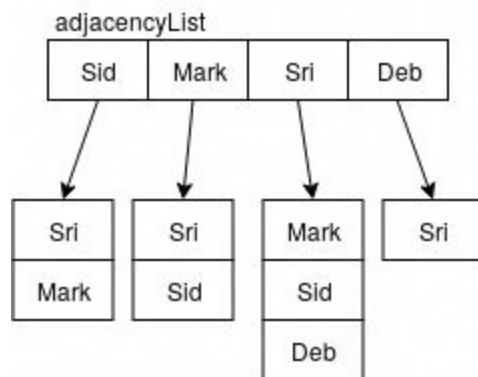 adjacencyList
Sid Mark Sri Deb
Sri Sri Mark Sri
Mark Sid Sid
Deb